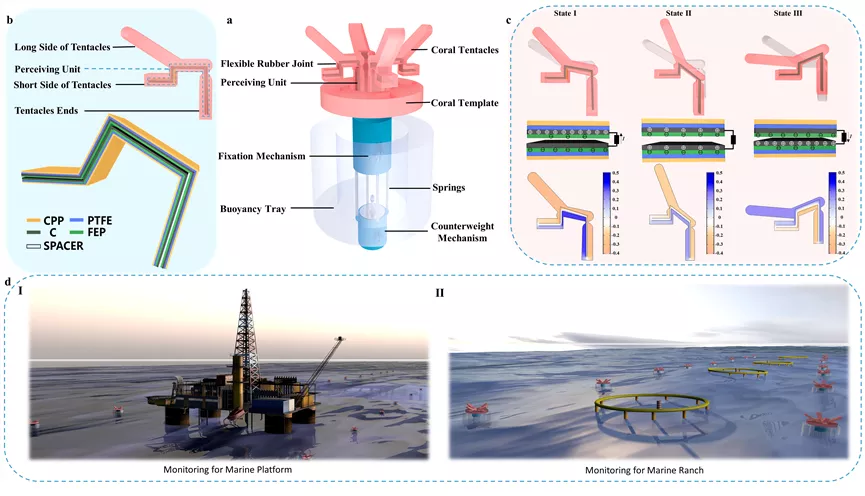 b
Long Side of Tentacles
Perceiving Unit
Short Side of Tentacles
Tentacles Ends
CPP
PTFE
C
FEP
SPACER
a
Flexible Rubber Joint
Perceiving Unit
Fixation Mechanism
Buoyancy Tray
Coral Tentacles
Coral Template
Springs
Counterweight
Mechanism
c
State I
State II
State III
I
I
0.5
0.4
0.3
0.2
0.1
0
-0.1
-0.2
-0.3
-0.4
0.5
0.4
0.3
0.2
0.1
0
-0.1
-0.2
-0.3
-0.4
0.5
0.4
0.3
0.2
0.1
0
-0.1
-0.2
-0.3
-0.4
d
I
II
Monitoring for Marine Platform
Monitoring for Marine Ranch